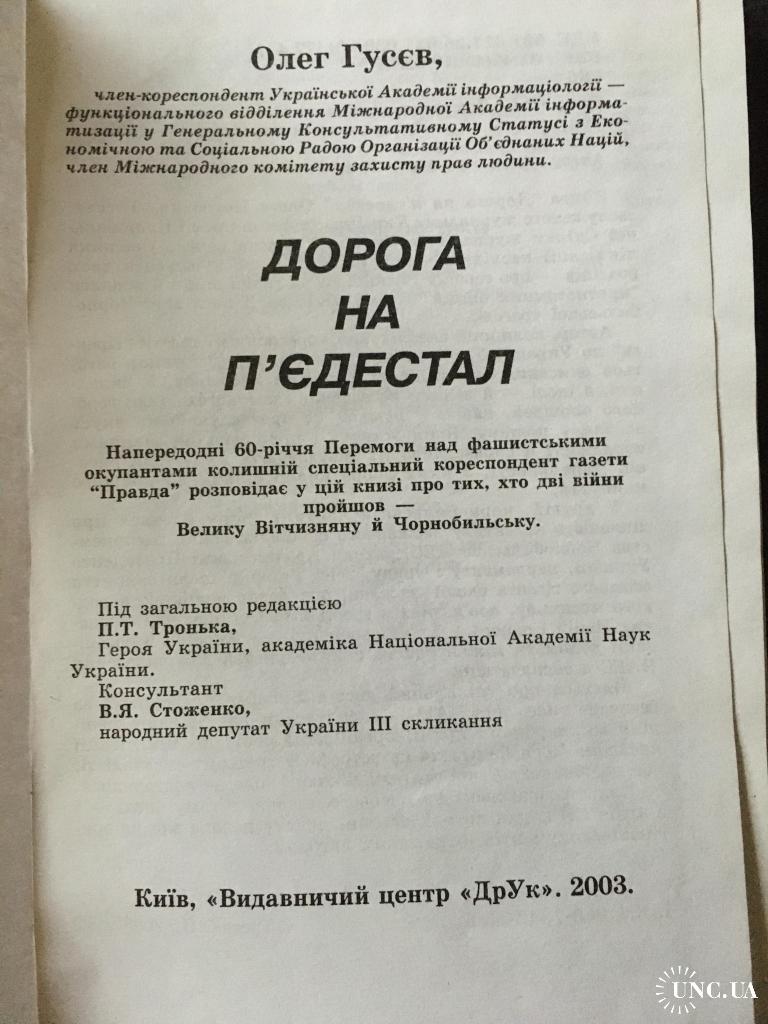 Олег Гусєв,
член-кореспондент Української Академії інформаціології —
функціонального відділення Міжнародної Академії інформа-
тизації у Генеральному Консультативному Статусі з Еко-
номічною та Соціальною Радою Організації Об'єднаних Націй,
член Міжнародного комітету захисту прав людини.
ДОРОГА
НА
П'ЄДЕСТАЛ
Напередодні 60-річчя Перемоги над фашистськими
окупантами колишній спеціальний кореспондент газети
“Правда” розповідає у цій книзі про тих, хто дві війни
пройшов —
Велику Вітчизняну й Чорнобильську.
Під загальною редакцією
П.Т. Тронька,
Героя України, академіка Національної Академії Наук
України.
Консультант
В.Я. Стоженко,
народний депутат України III скликання
Київ, «Видавничий центр «ДрУк». 2003.
UNC.UA